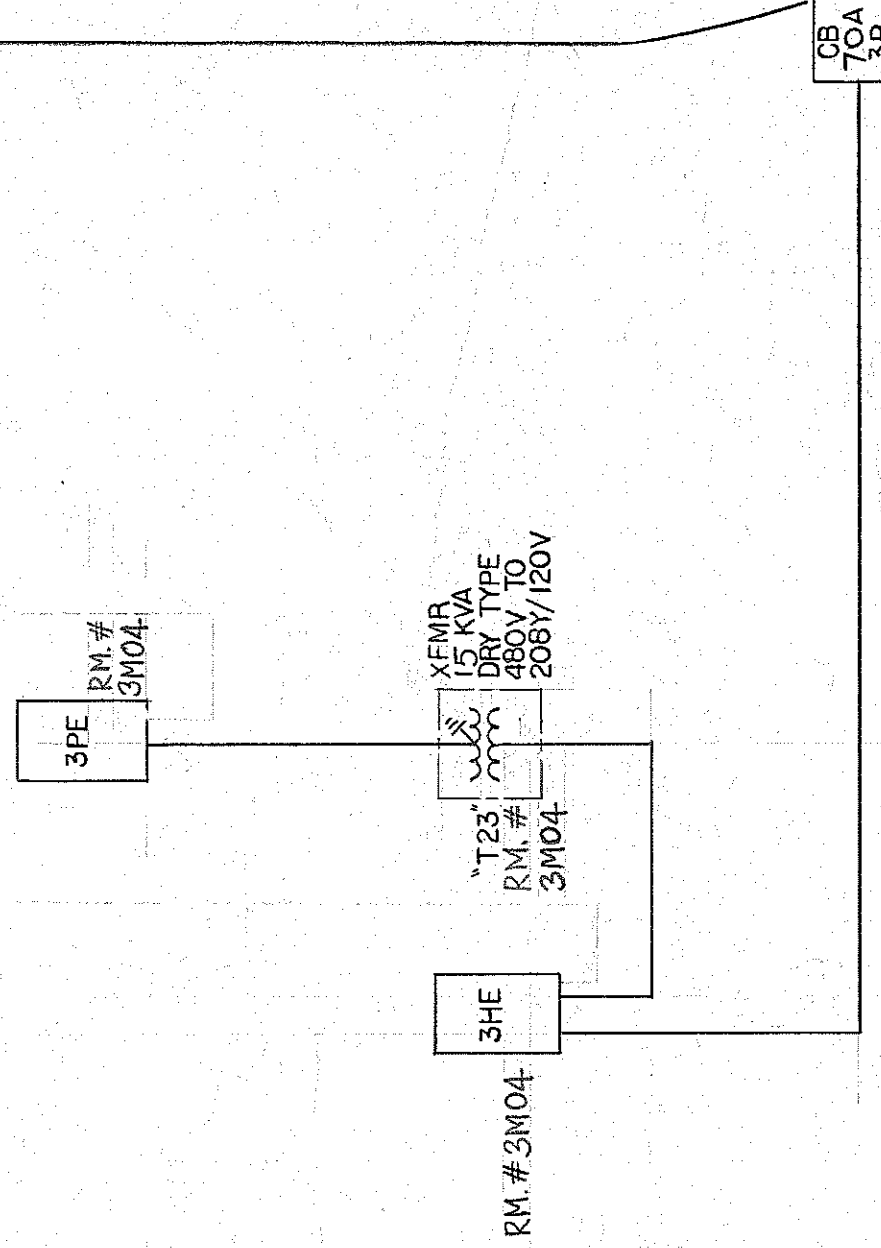 RM. # 3M04
3HE
"T23"
RM. #
3M04
XFMR
15 KVA
DRY TYPE
480V TO
208Y/120V
3PE
RM. #
3M04
CB
70A